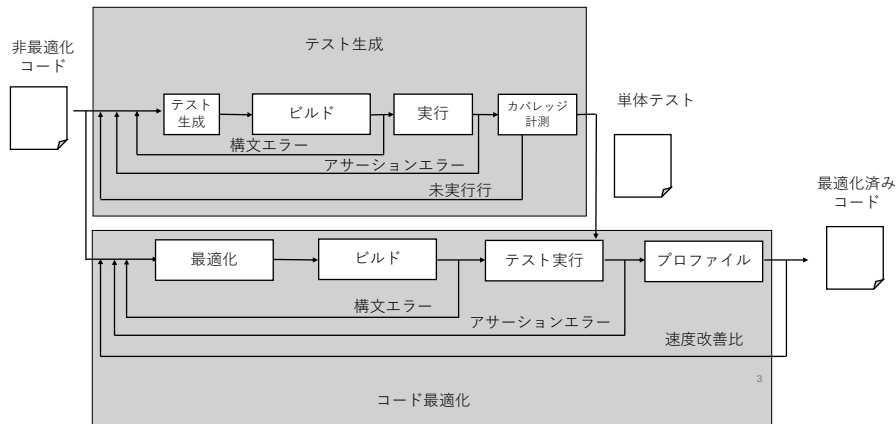 テスト生成
非最適化
コード
テスト
生成
ビルド
実行
カバレッジ
計測
単体テスト
構文エラー
アサーションエラー
未実行行
最適化済み
コード
最適化
ビルド
テスト実行
プロファイル
構文エラー
アサーションエラー
速度改善比
3
コード最適化